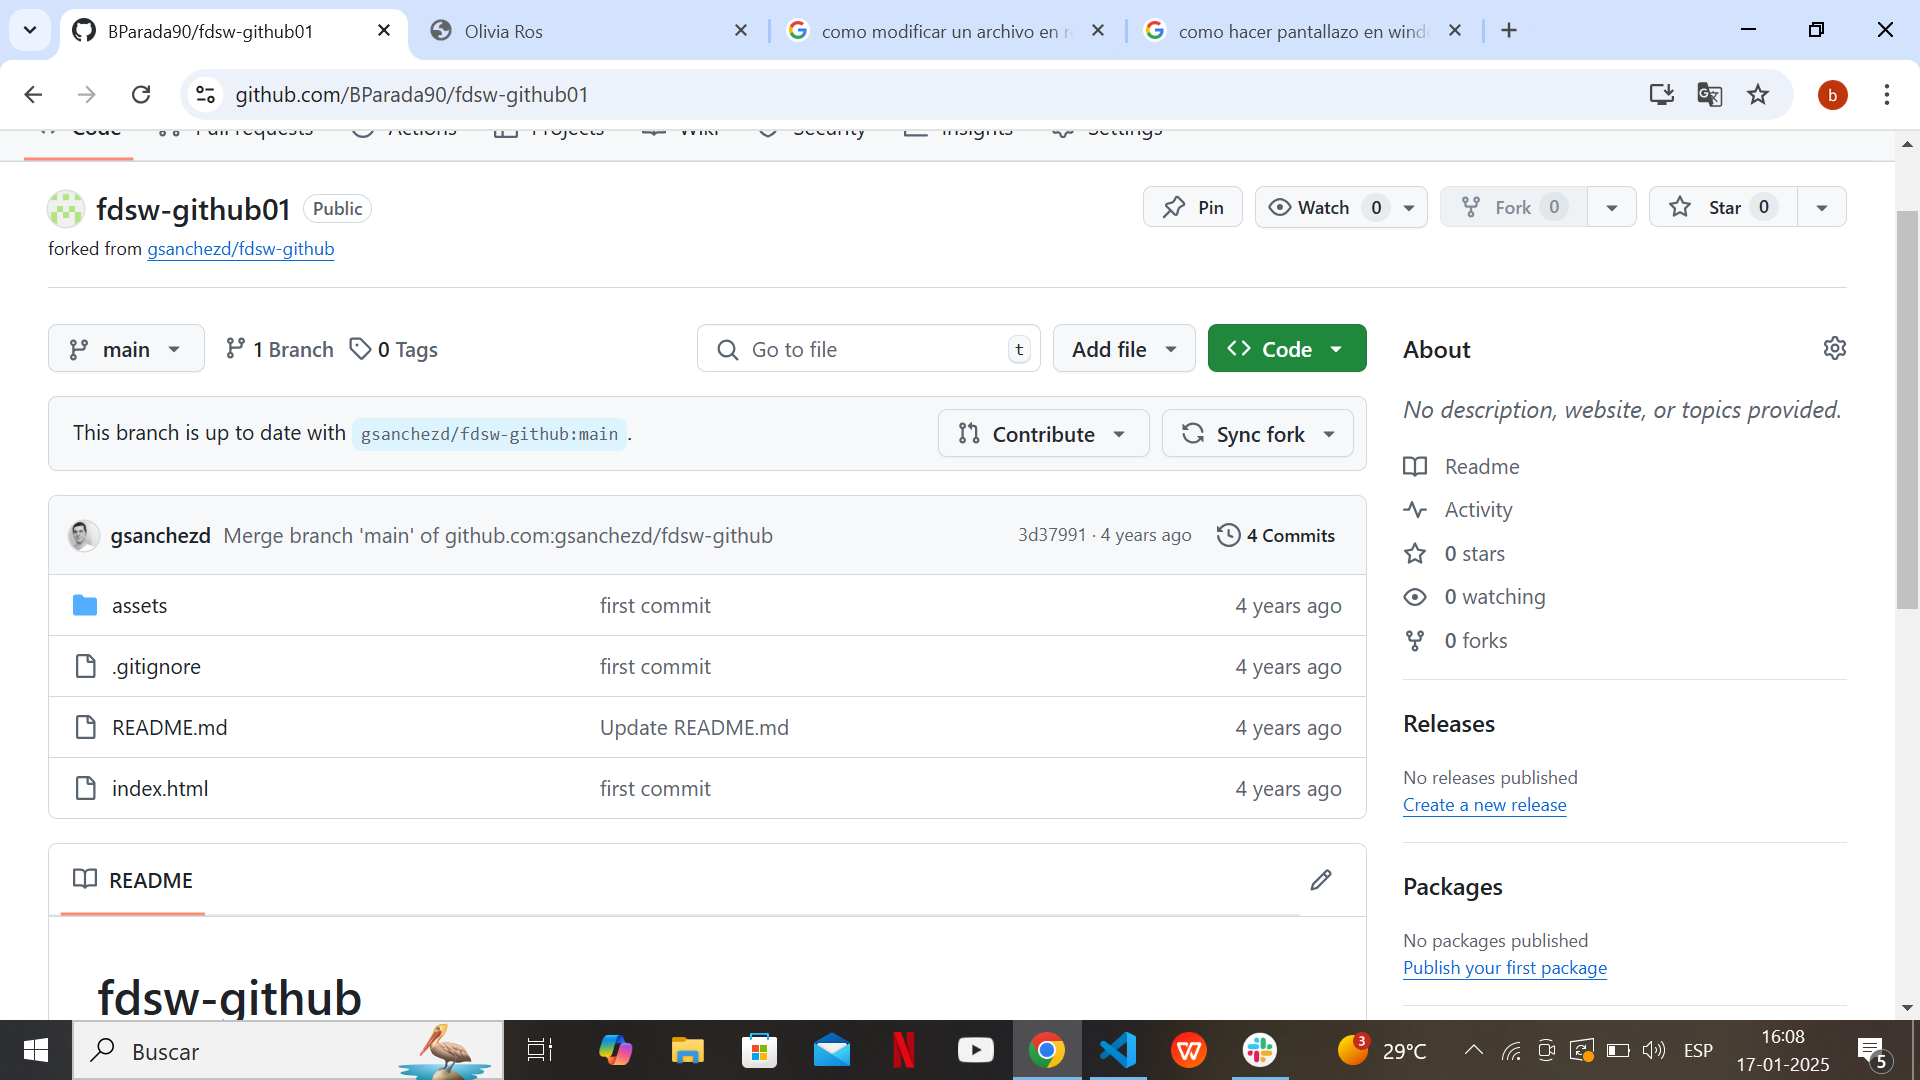 BParada90/fdsw-github01
Olivia Ros
como modificar un archivo en r
como hacer pantallazo en wind
github.com/BParada90/fdsw-github01
b
Code Pull requests Actions Projects Wiki Security Insights Settings
fdsw-github01 Public
Pin
Watch 0
Fork 0
Star 0
forked from gsanchezd/fdsw-github
main
1 Branch
0 Tags
Go to file t
Add file
Code
About
This branch is up to date with gsanchezd/fdsw-github:main .
Contribute
Sync fork
No description, website, or topics provided.
Readme
Activity
0 stars
0 watching
0 forks
gsanchezd Merge branch 'main' of github.com:gsanchezd/fdsw-github 3d37991 · 4 years ago 4 Commits
assets first commit 4 years ago
.gitignore first commit 4 years ago
README.md Update README.md 4 years ago
index.html first commit 4 years ago
Releases
No releases published
Create a new release
README
Packages
No packages published
Publish your first package
fdsw-github
Buscar
3
29°C
ESP
16:08
17-01-2025
5